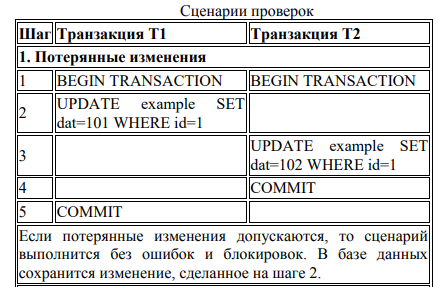 Сценарии проверок
Шаг Транзакция T1 Транзакция T2
1. Потерянные изменения
1 BEGIN TRANSACTION BEGIN TRANSACTION
2 UPDATE example SET
dat=101 WHERE id=1
3 UPDATE example SET
dat=102 WHERE id=1
4 COMMIT
5 COMMIT
Если потерянные изменения допускаются, то сценарий
выполнится без ошибок и блокировок. В базе данных
сохранится изменение, сделанное на шаге 2.